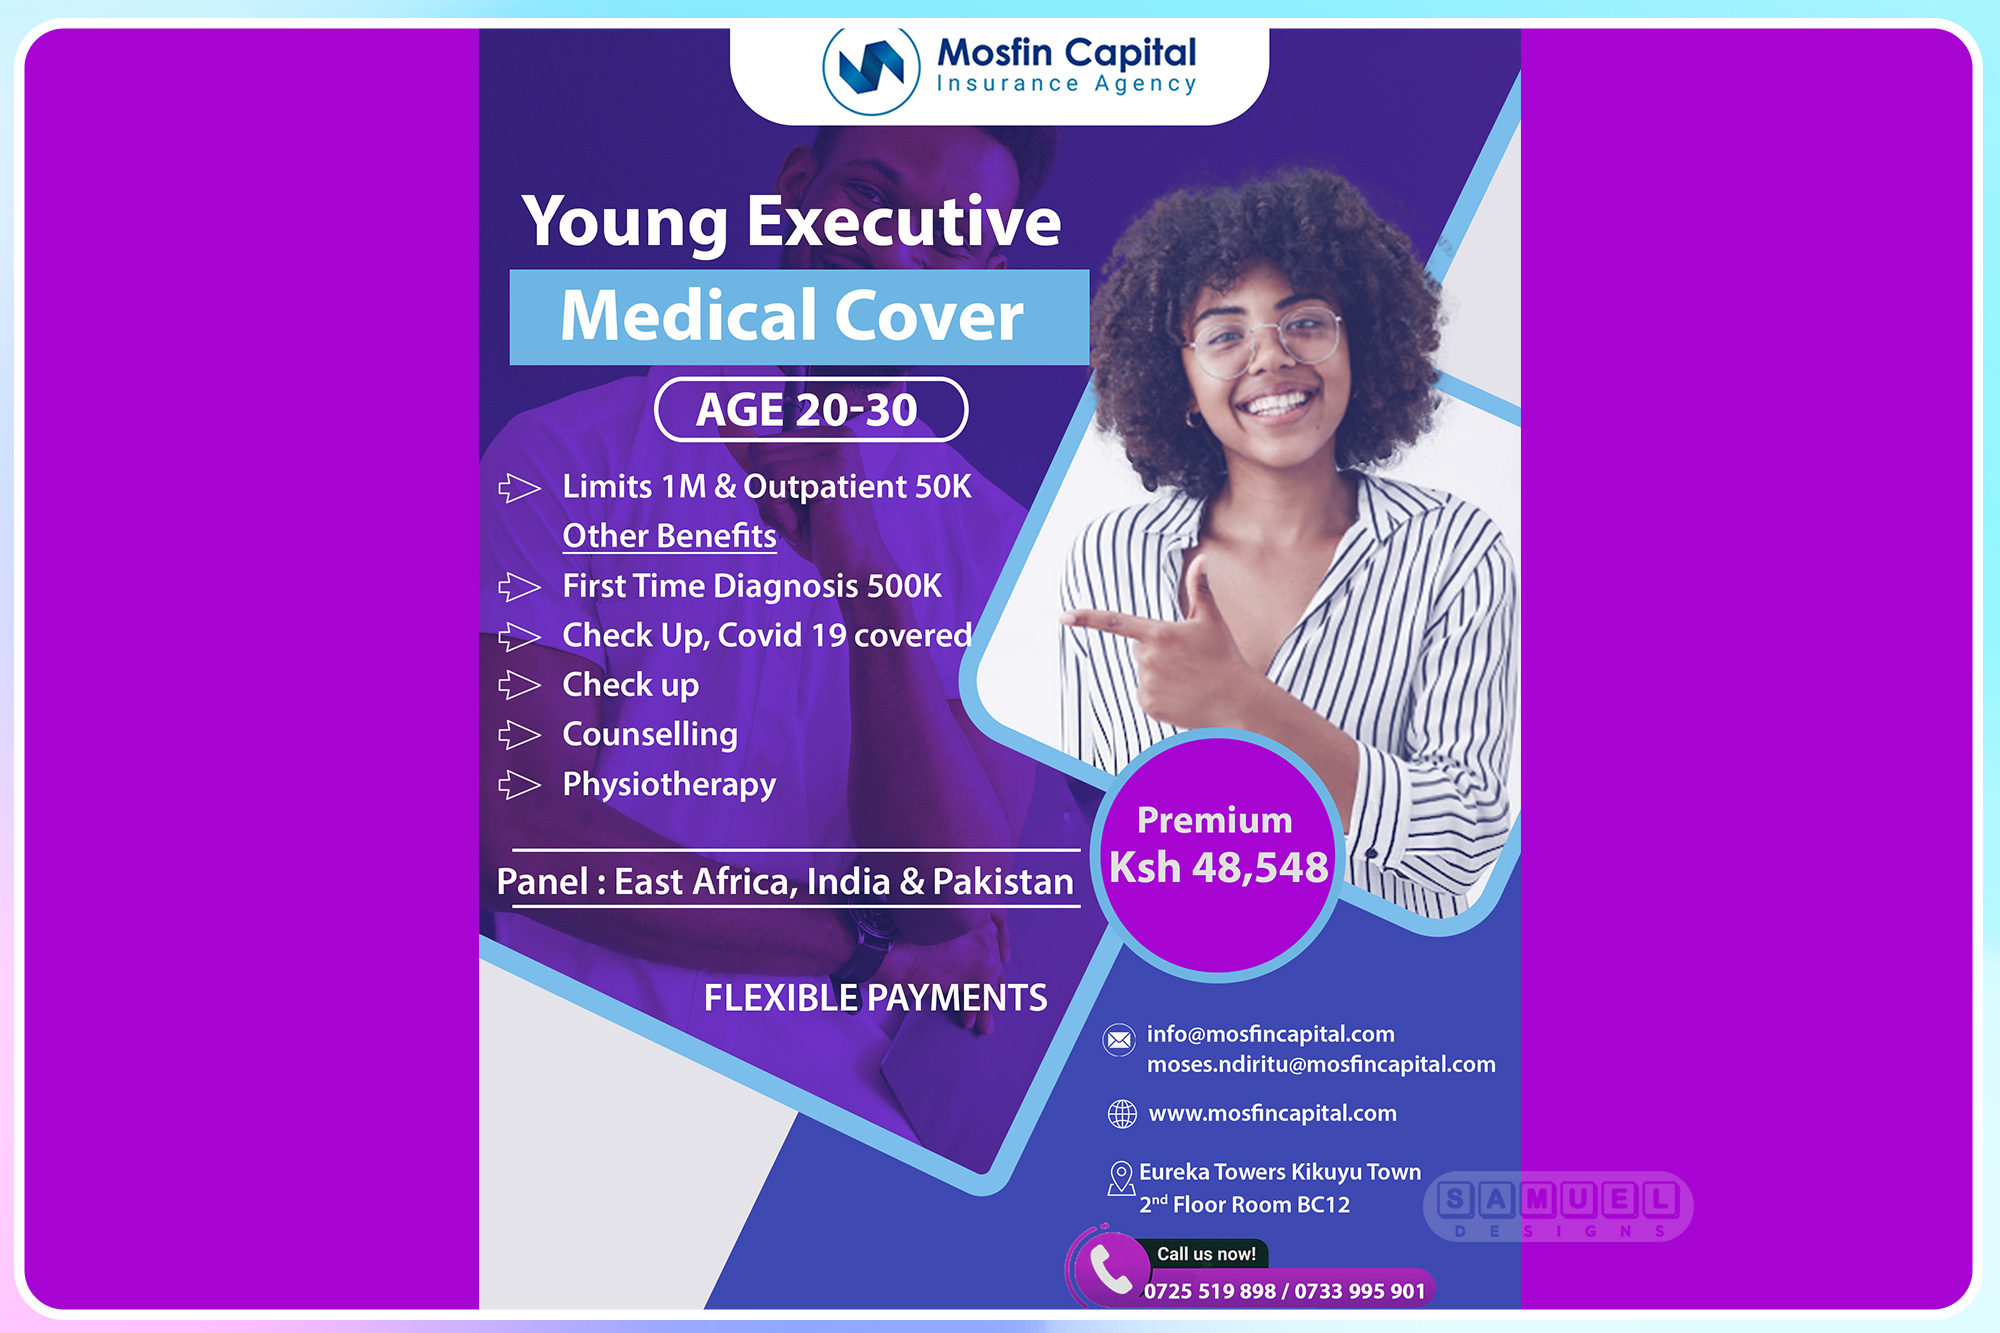 Mosfin Capital
Insurance Agency
Young Executive
Medical Cover
AGE 20-30
Limits 1M & Outpatient 50K
Other Benefits
First Time Diagnosis 500K
Check Up, Covid 19 covered
Check up
Counselling
Physiotherapy
Panel : East Africa, India & Pakistan
FLEXIBLE PAYMENTS
Premium
Ksh 48,548
info@mosfincapital.com
moses.ndiritu@mosfincapital.com
www.mosfincapital.com
Eureka Towers Kikuyu Town
2nd Floor Room BC12
Call us now!
0725 519 898 / 0733 995 901
SAMUEL
DESIGNS